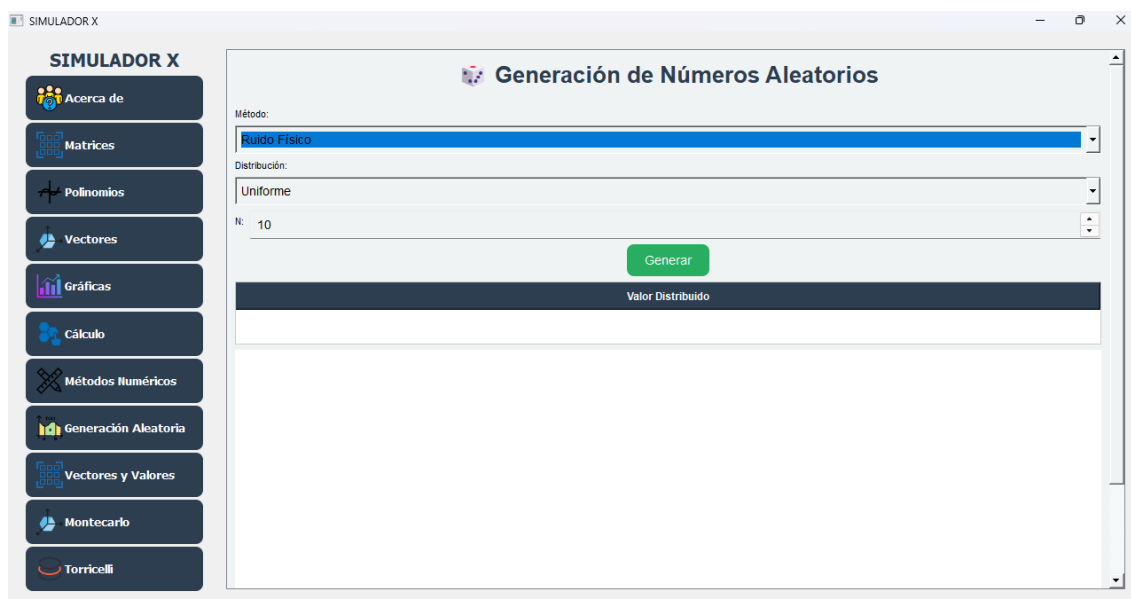 SIMULADOR X
SIMULADOR X
Acerca de
Matrices
Polinomios
Vectores
Gráficas
Cálculo
Métodos Numéricos
Generación Aleatoria
Vectores y Valores
Montecarlo
Torricelli
Generación de Números Aleatorios
Método:
Ruido Físico
Distribución:
Uniforme
N: 10
Generar
Valor Distribuido